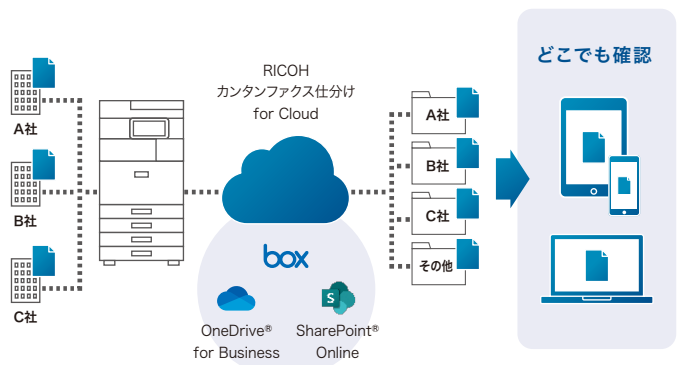 A社
B社
C社
RICOH
カンタンファクス仕分け
for Cloud
box
OneDrive®
for Business
S
SharePoint®
Online
A社
B社
C社
その他
どこでも確認